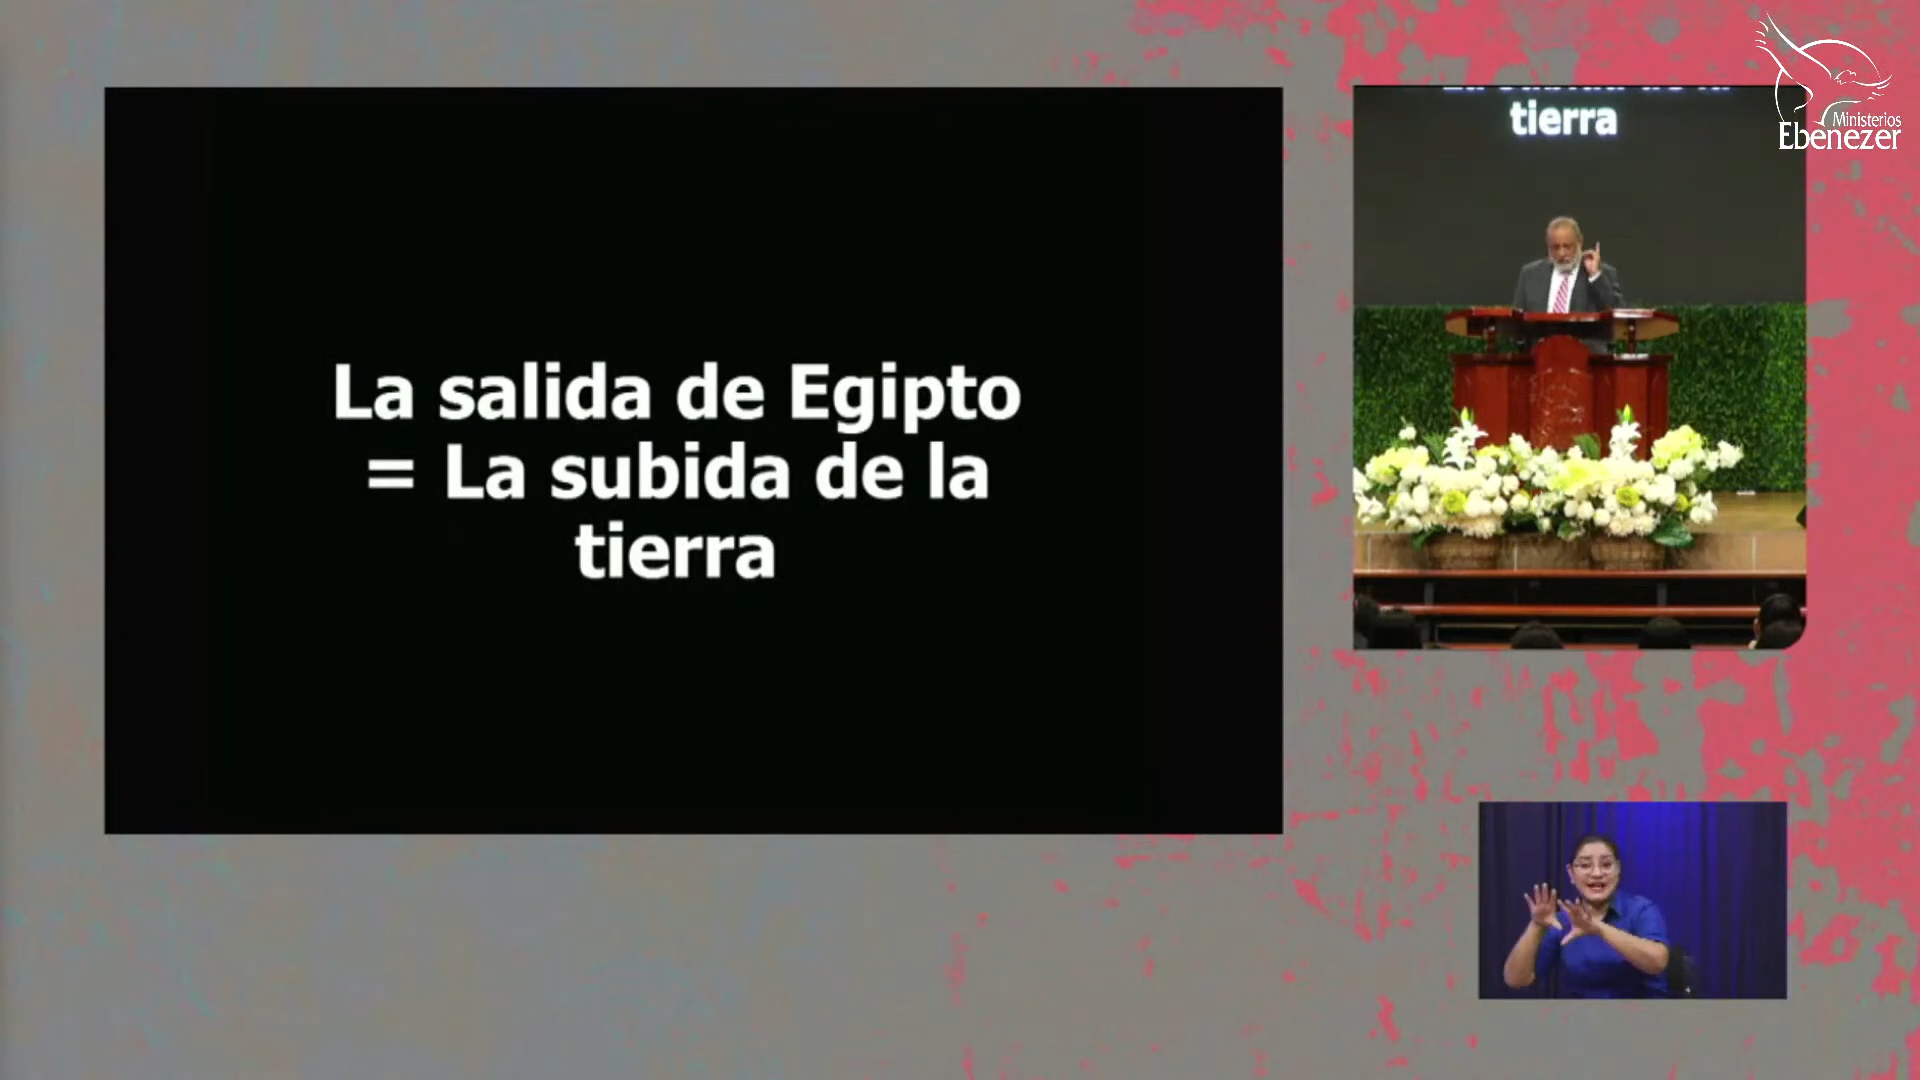 La salida de Egipto
= La subida de la
tierra
tierra
Ministerios
Ebenezer